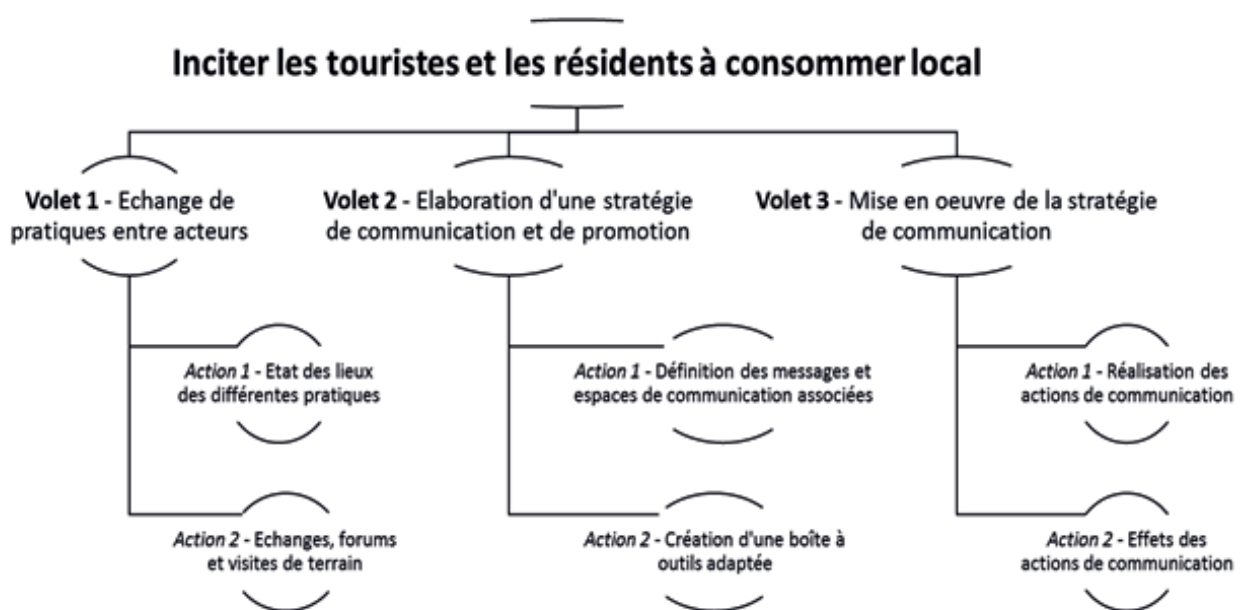 Inciter les touristes et les résidents à consommer local
Volet 1 - Echange de
pratiques entre acteurs
Volet 2 - Elaboration d'une stratégie
de communication et de promotion
Volet 3 - Mise en oeuvre de la stratégie
de communication
Action 1 - Etat des lieux
des différentes pratiques
Action 1 - Définition des messages et
espaces de communication associées
Action 1 - Réalisation des
actions de communication
Action 2 - Echanges, forums
et visites de terrain
Action 2 - Création d'une boîte à
outils adaptée
Action 2 - Effets des
actions de communication